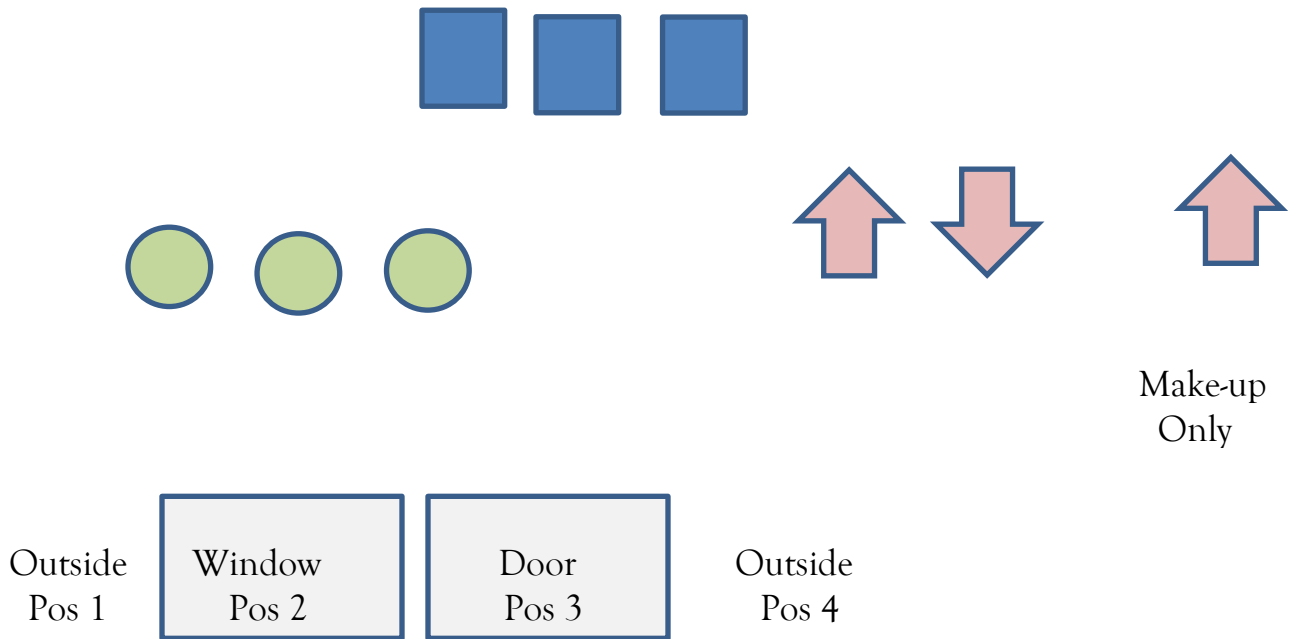 Make-up
Only
Outside
Pos 1
Window
Pos 2
Door
Pos 3
Outside
Pos 4